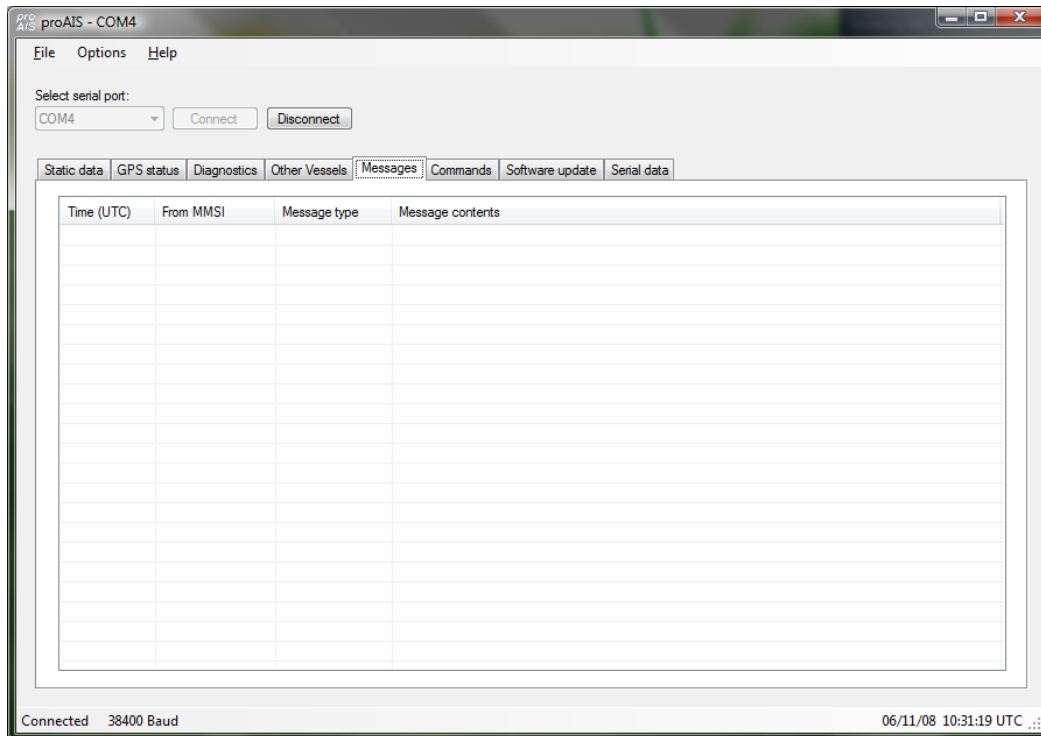 pro AIS proAIS - COM4
File Options Help
Select serial port:
COM4 Connect Disconnect
Static data GPS status Diagnostics Other Vessels Messages Commands Software update Serial data
Time (UTC) From MMSI Message type Message contents
Connected 38400 Baud 06/11/08 10:31:19 UTC